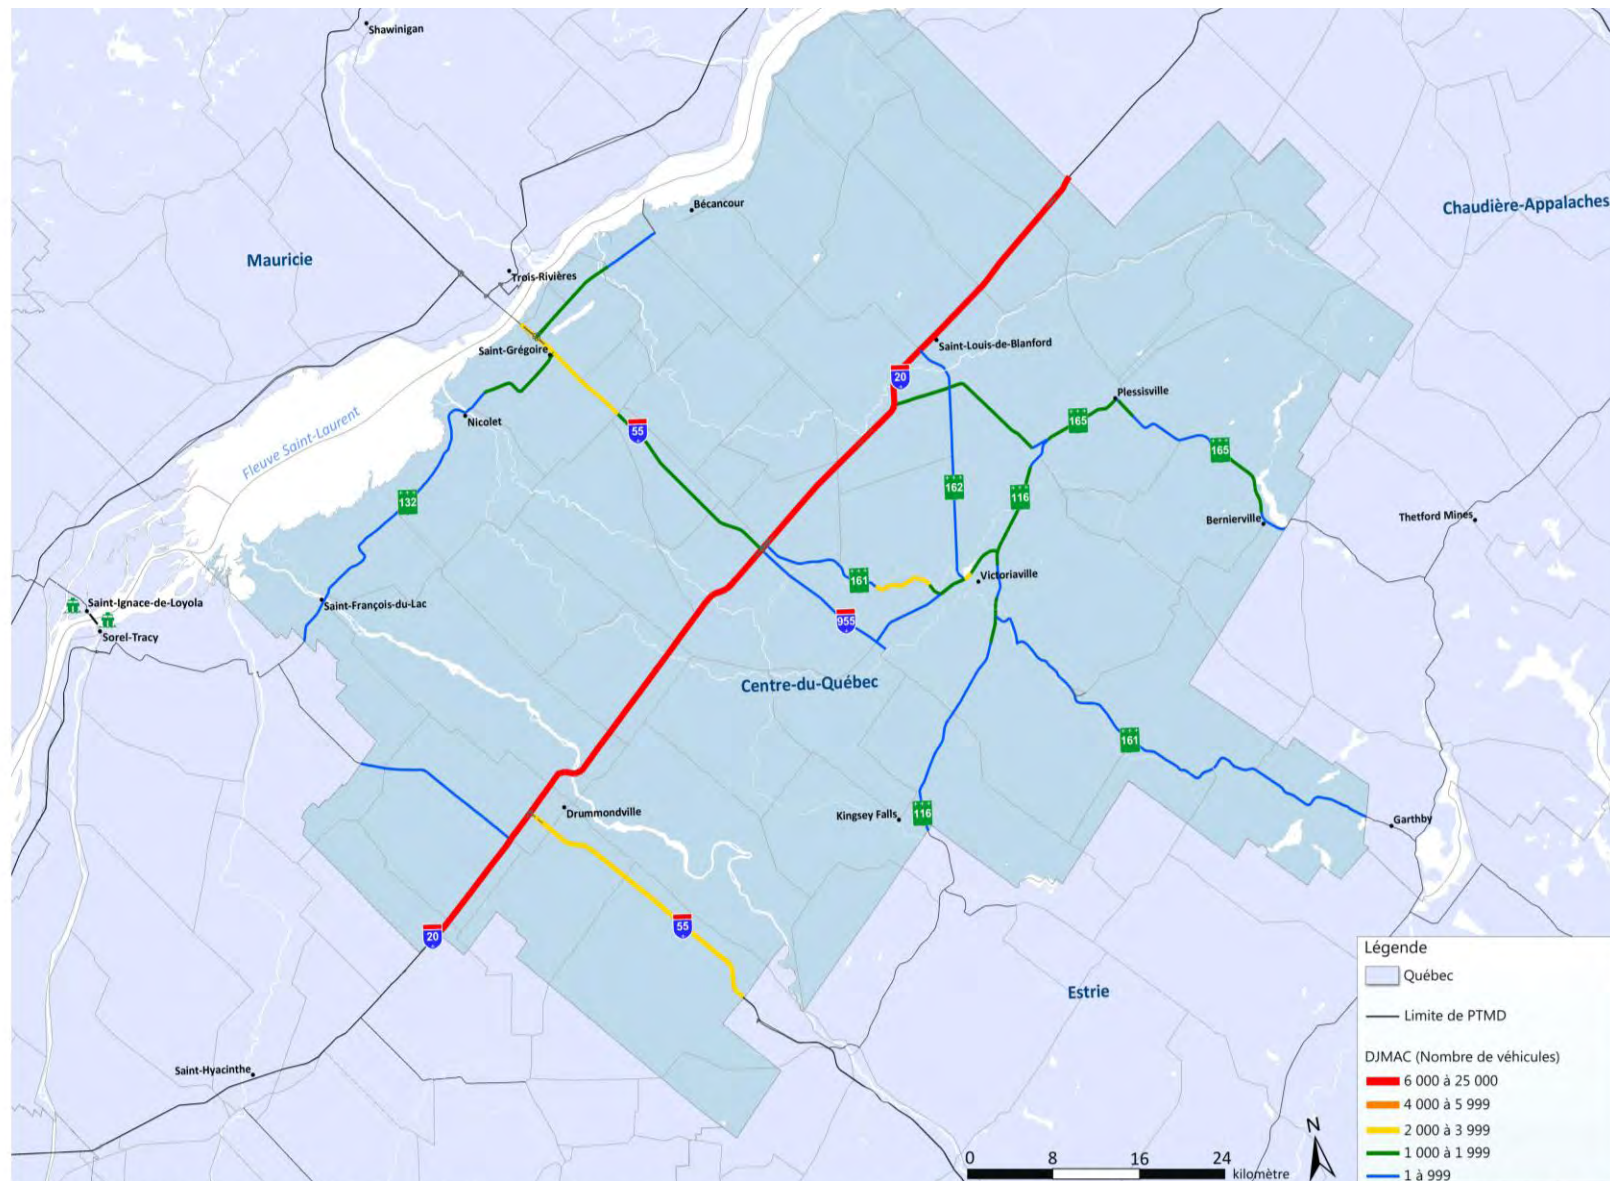 Shawinigan
Chaudière-Appalaches
Bécancour
Mauricie
Trois-Rivières
Saint-Grégoire
Saint-Louis-de-Blanford
20
Plessisville
Nicolet
165
55
Fleuve Saint-Laurent
165
132
162
116
Bernierville
Thetford Mines
161
Victoriaville
Saint-Ignace-de-Loyola
Saint-François-du-Lac
955
Sorel-Tracy
Centre-du-Québec
161
Drummondville
Kingsey Falls
116
Garthby
55
20
Estrie
Saint-Hyacinthe
Légende
Québec
Limite de PTMD
DJMAC (Nombre de véhicules)
6 000 à 25 000
4 000 à 5 999
2 000 à 3 999
1 000 à 1 999
1 à 999
N
0 8 16 24
kilomètre